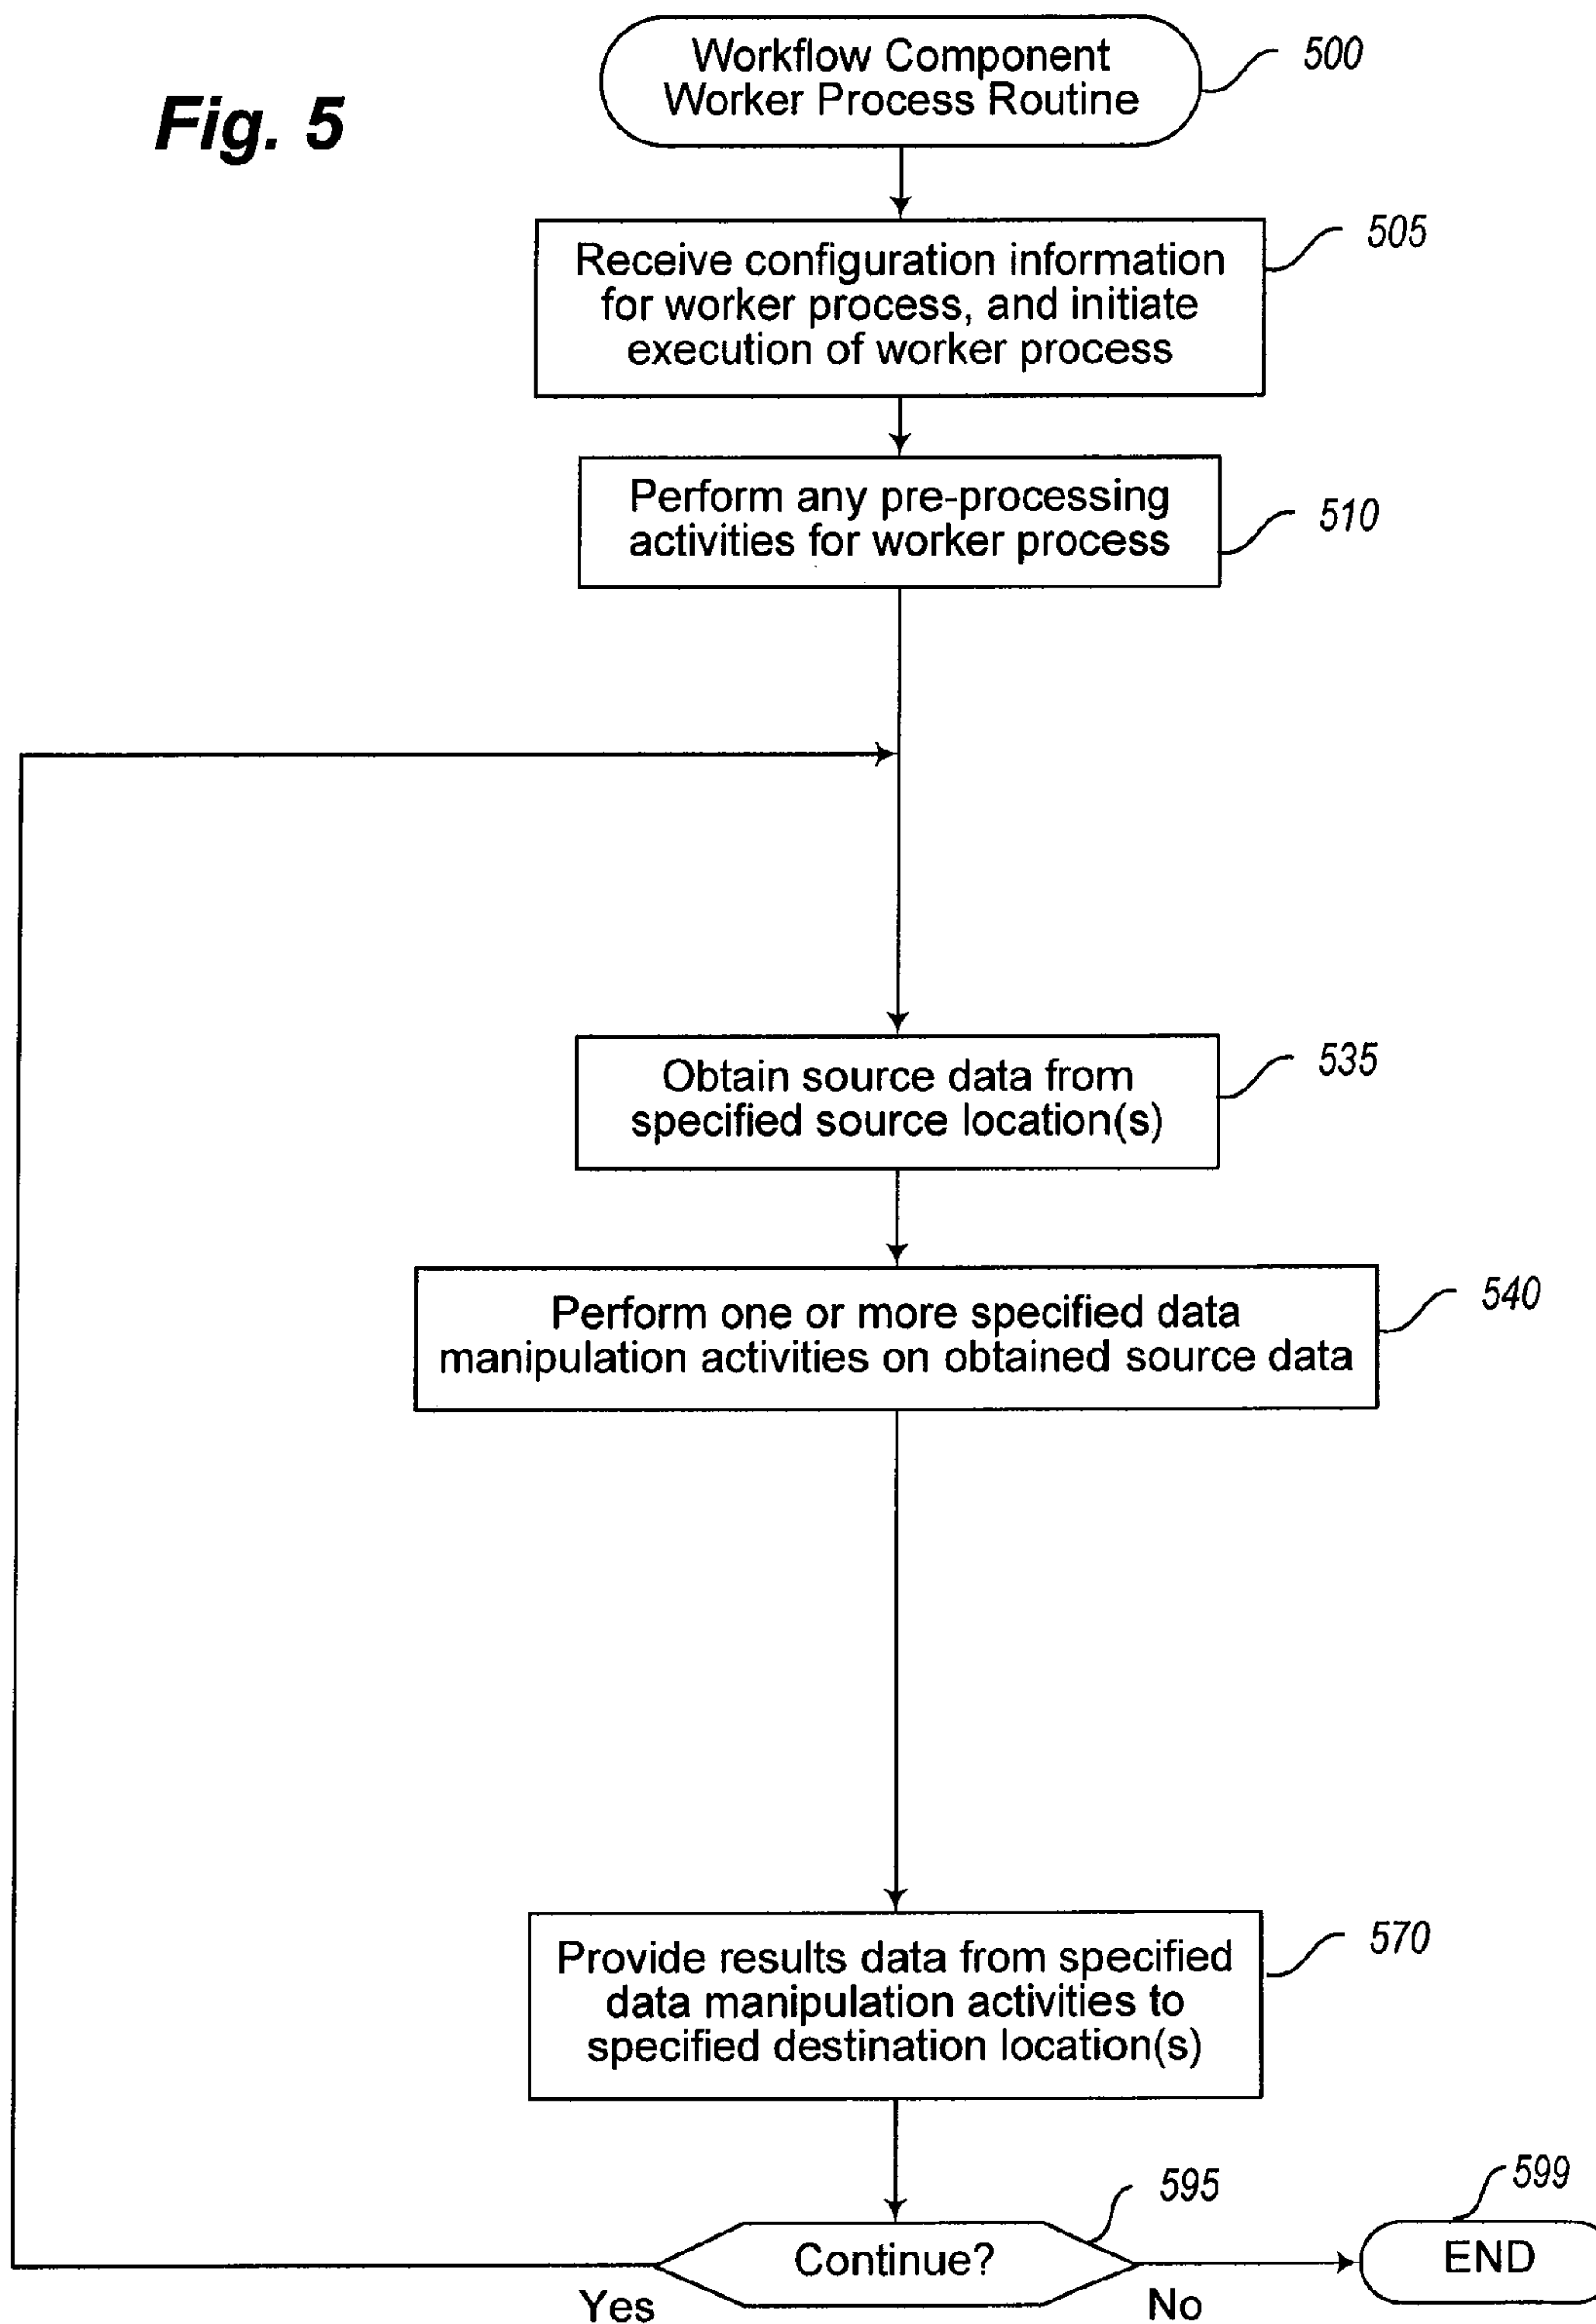 Fig. 5
Workflow Component
Worker Process Routine
500
Receive configuration information
for worker process, and initiate
execution of worker process
505
Perform any pre-processing
activities for worker process
510
Obtain source data from
specified source location(s)
535
Perform one or more specified data
manipulation activities on obtained source data
540
Provide results data from specified
data manipulation activities to
specified destination location(s)
570
Continue?
595
Yes
No
END
599